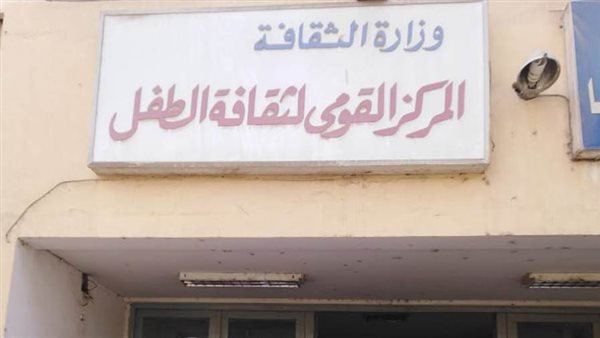 وزارة الثقافة
المركز القومى لثقافة الطفل